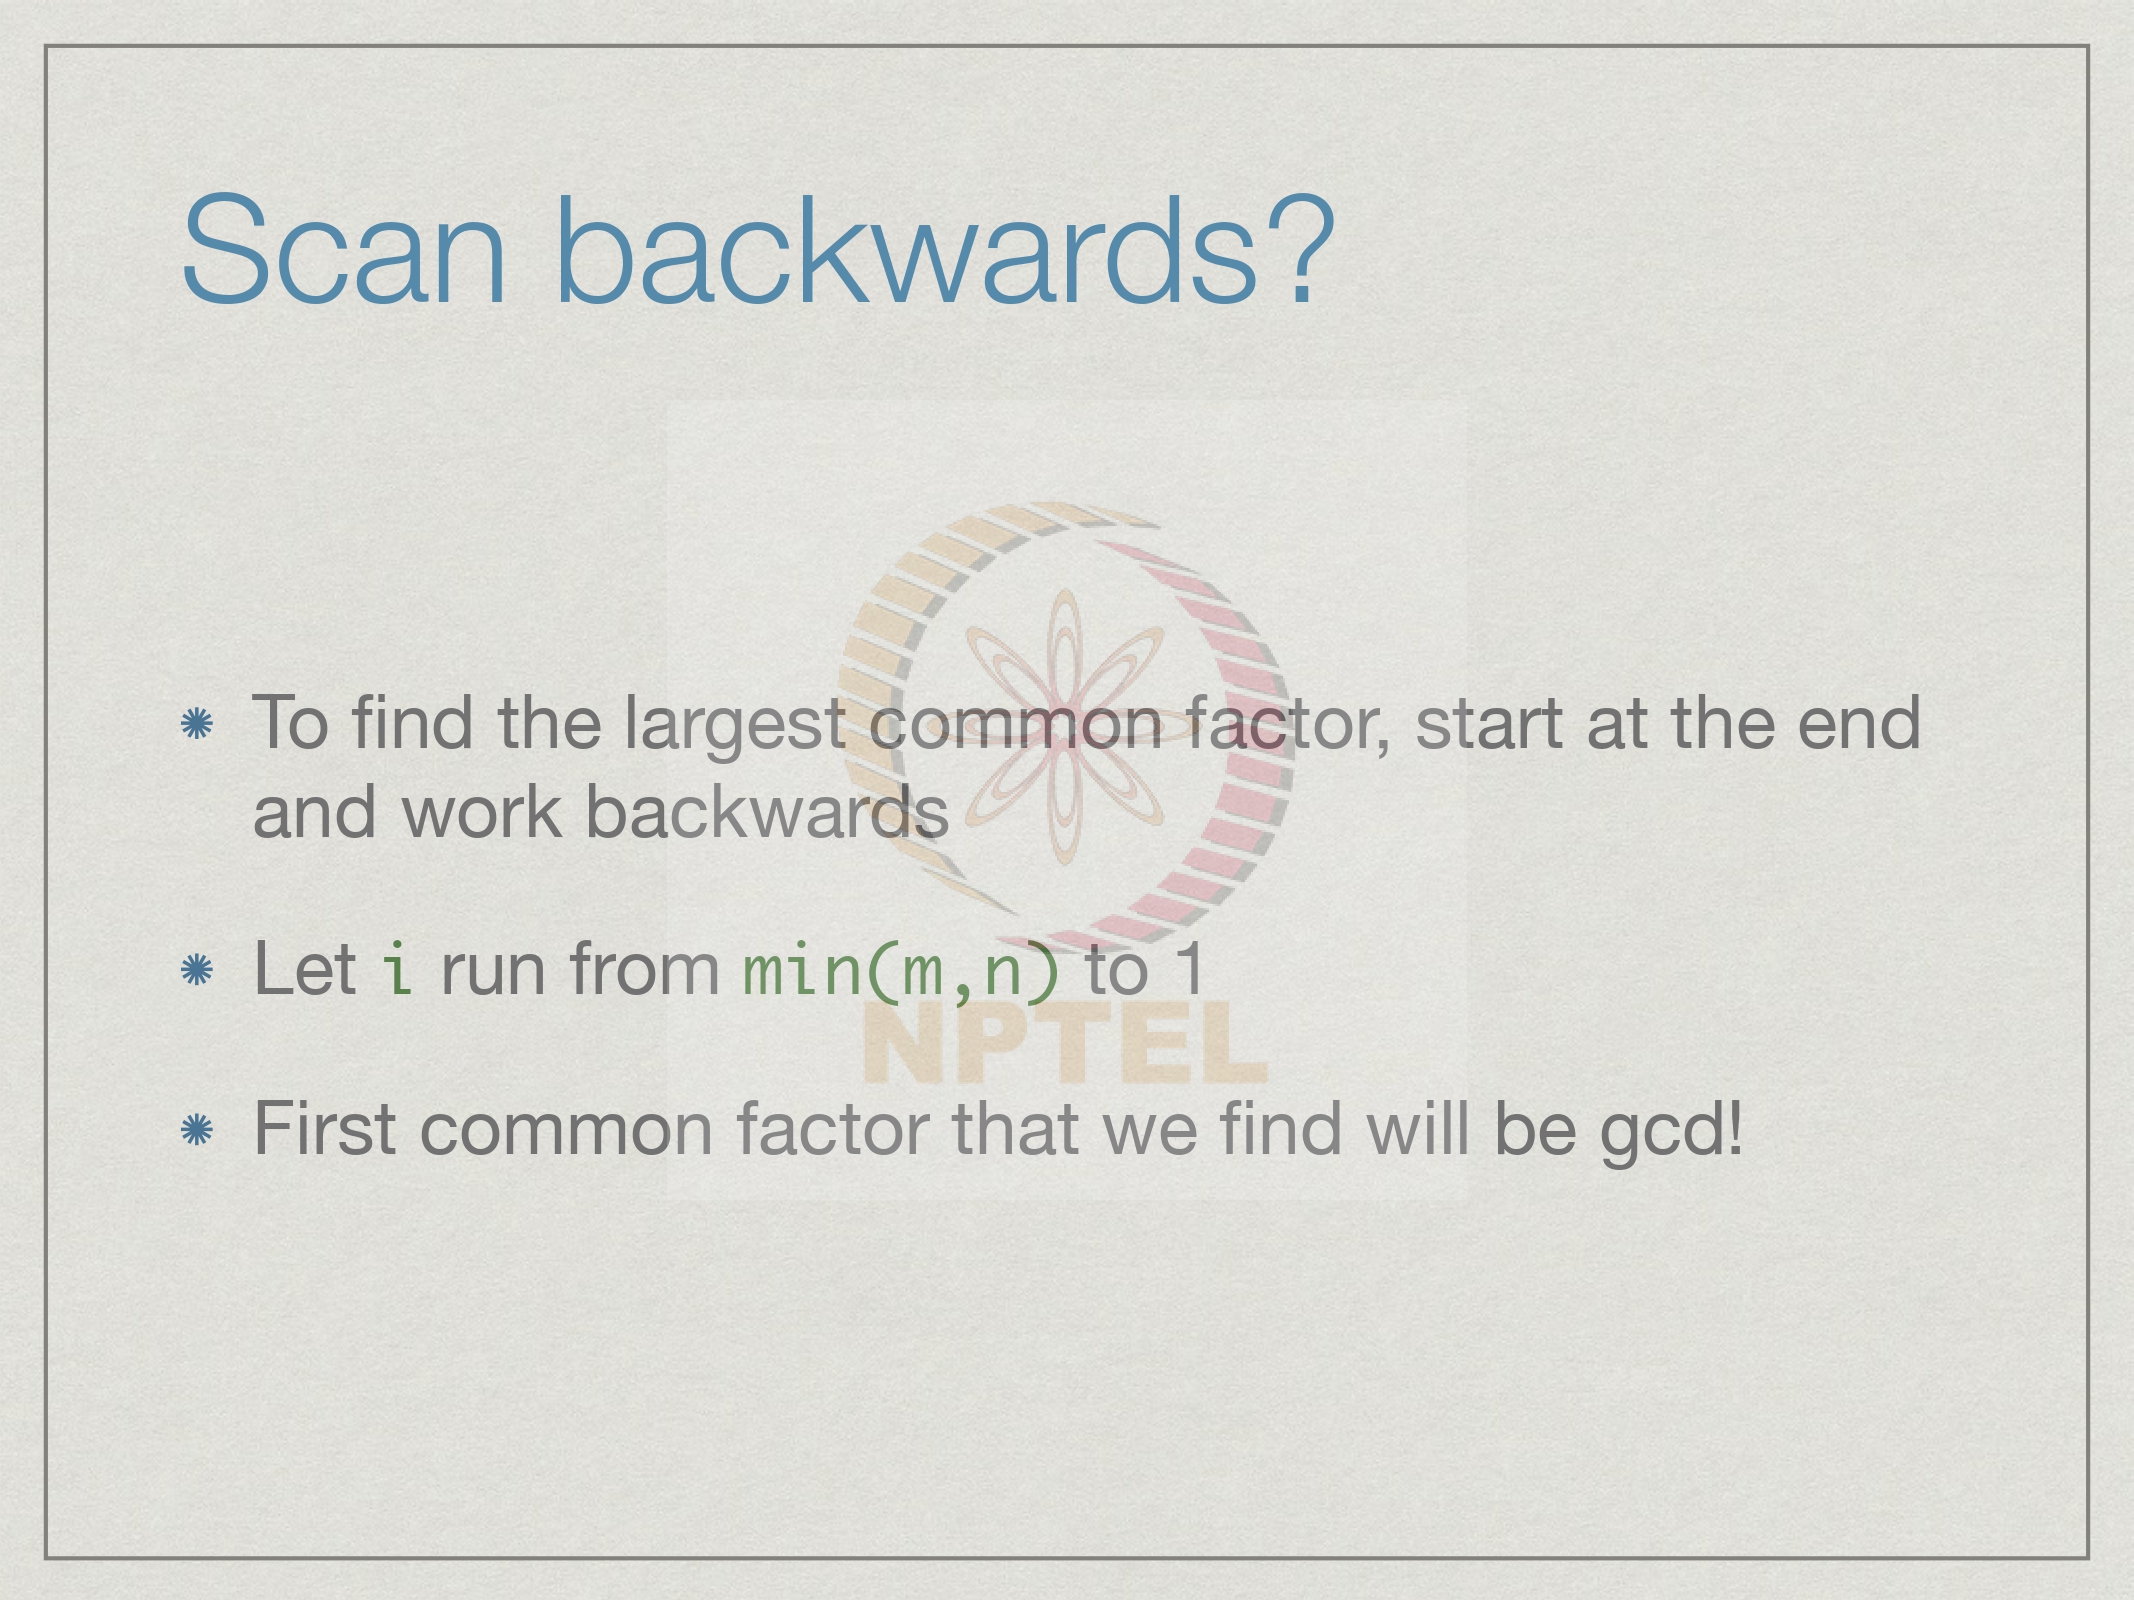 Scan backwards?
To find the largest common factor, start at the end
and work backwards
Let i run from min(m,n) to 1
NPTEL
First common factor that we find will be gcd!